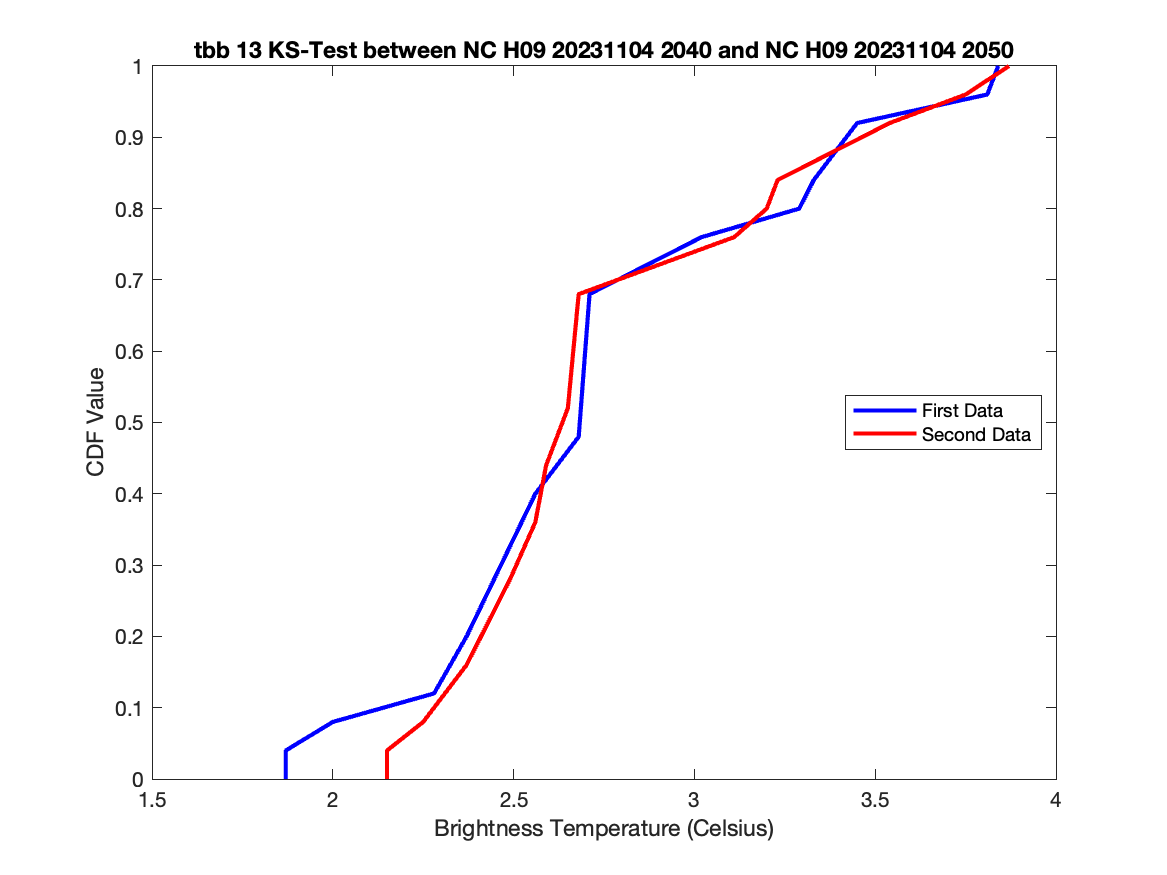 tbb 13 KS-Test between NC H09 20231104 2040 and NC H09 20231104 2050
1
0.9
0.8
0.7
0.6
0.5
0.4
0.3
0.2
0.1
0
CDF Value
First Data
Second Data
1.5 2 2.5 3 3.5 4
Brightness Temperature (Celsius)